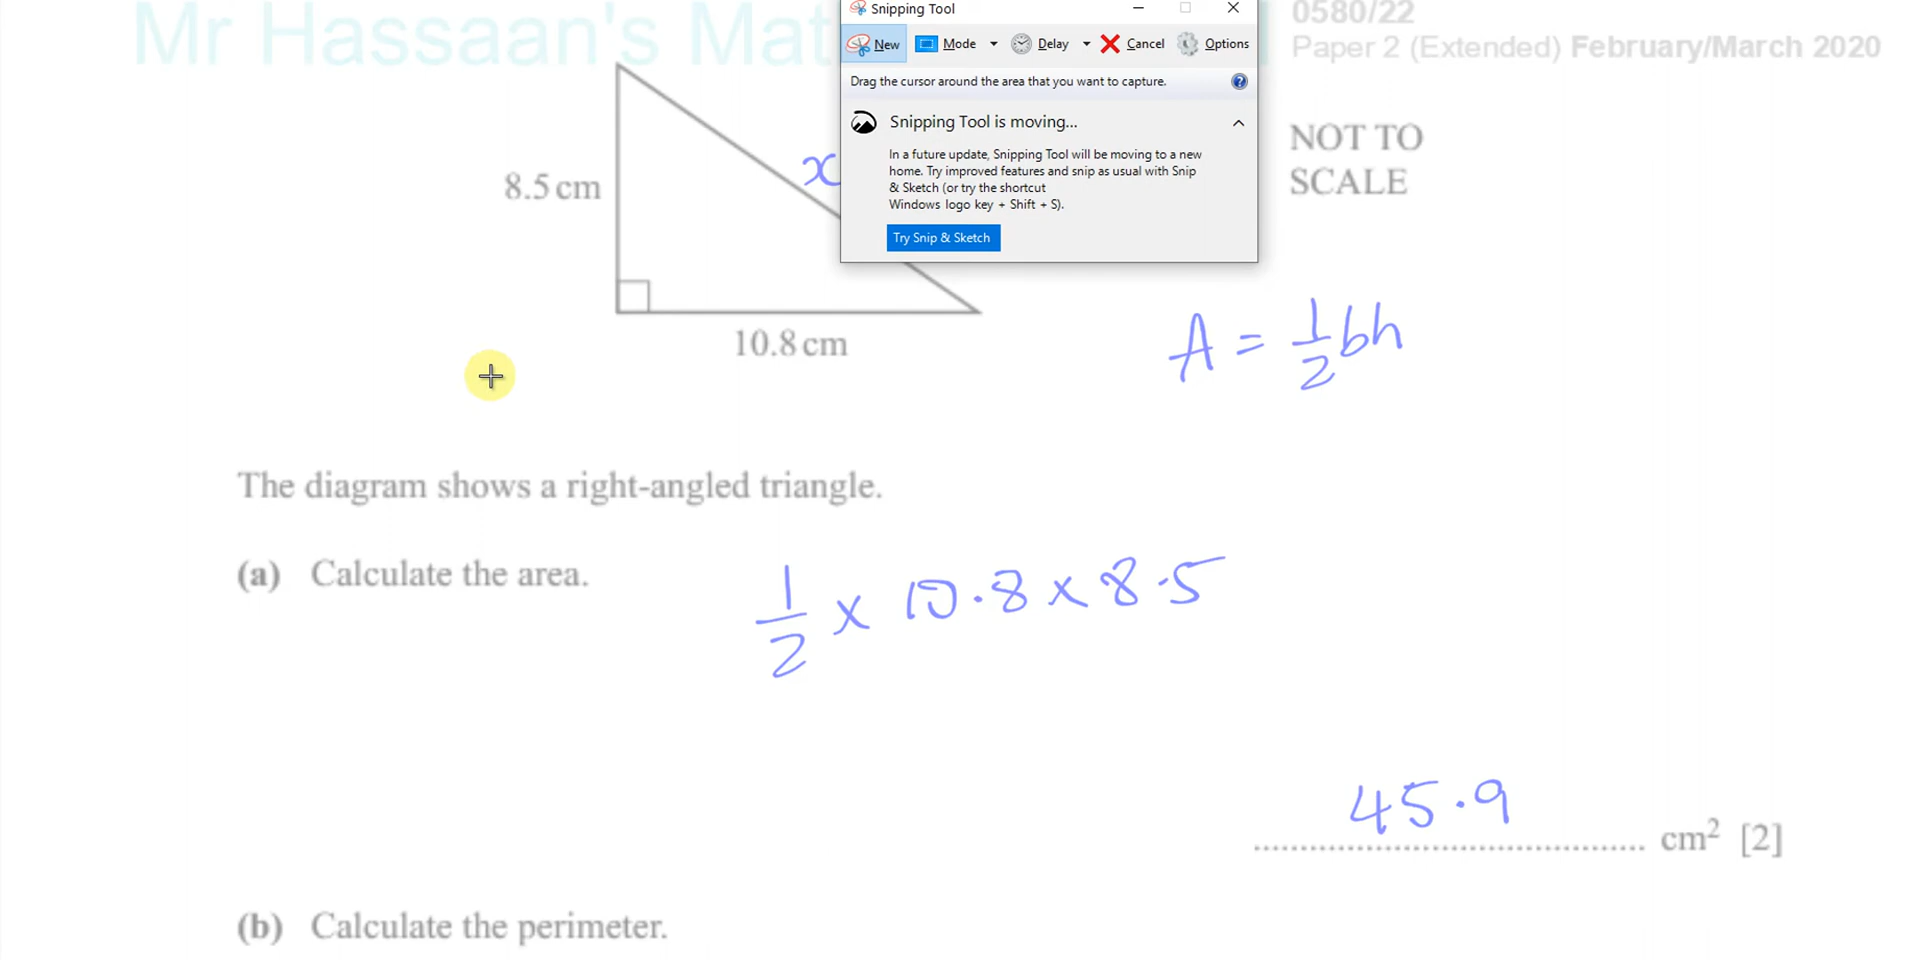 Mr Hassaan's Mat
0580/22
Paper 2 (Extended) February/March 2020
Snipping Tool
New Mode Delay Cancel Options
Drag the cursor around the area that you want to capture.
Snipping Tool is moving...
In a future update, Snipping Tool will be moving to a new
home. Try improved features and snip as usual with Snip
& Sketch (or try the shortcut
Windows logo key + Shift + S).
Try Snip & Sketch
NOT TO
SCALE
x
8.5 cm
10.8 cm
A = 1/2 bh
The diagram shows a right-angled triangle.
(a) Calculate the area.
1/2 x 10.8 x 8.5
45.9
cm² [2]
(b) Calculate the perimeter.